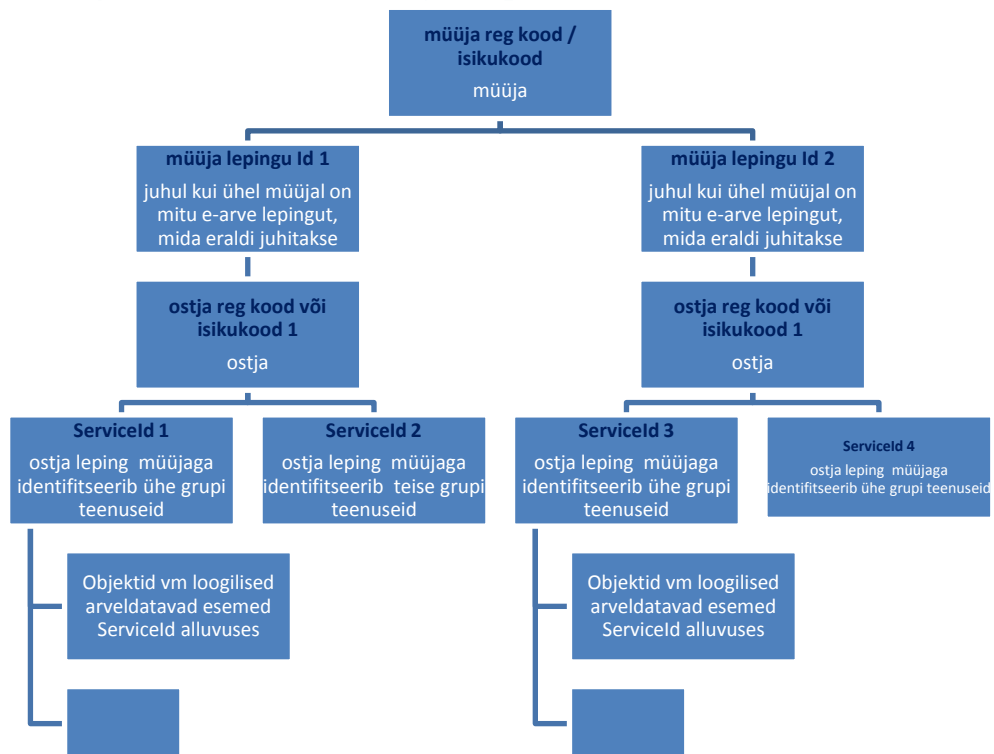 müüja reg kood /
isikukood
müüja
müüja lepingu Id 1
juhul kui ühel müüjal on
mitu e-arve lepingut,
mida eraldi juhitakse
müüja lepingu Id 2
juhul kui ühel müüjal on
mitu e-arve lepingut,
mida eraldi juhitakse
ostja reg kood või
isikukood 1
ostja
ostja reg kood või
isikukood 1
ostja
ServiceId 1
ostja leping müüjaga
identifitseerib ühe grupi
teenuseid
ServiceId 2
ostja leping müüjaga
identifitseerib teise grupi
teenuseid
ServiceId 3
ostja leping müüjaga
identifitseerib ühe grupi
teenuseid
ServiceId 4
ostja leping müüjaga
identifitseerib ühe grupi teenuseid
Objektid vm loogilised
arveldatavad esemed
ServiceId alluvuses
Objektid vm loogilised
arveldatavad esemed
ServiceId alluvuses